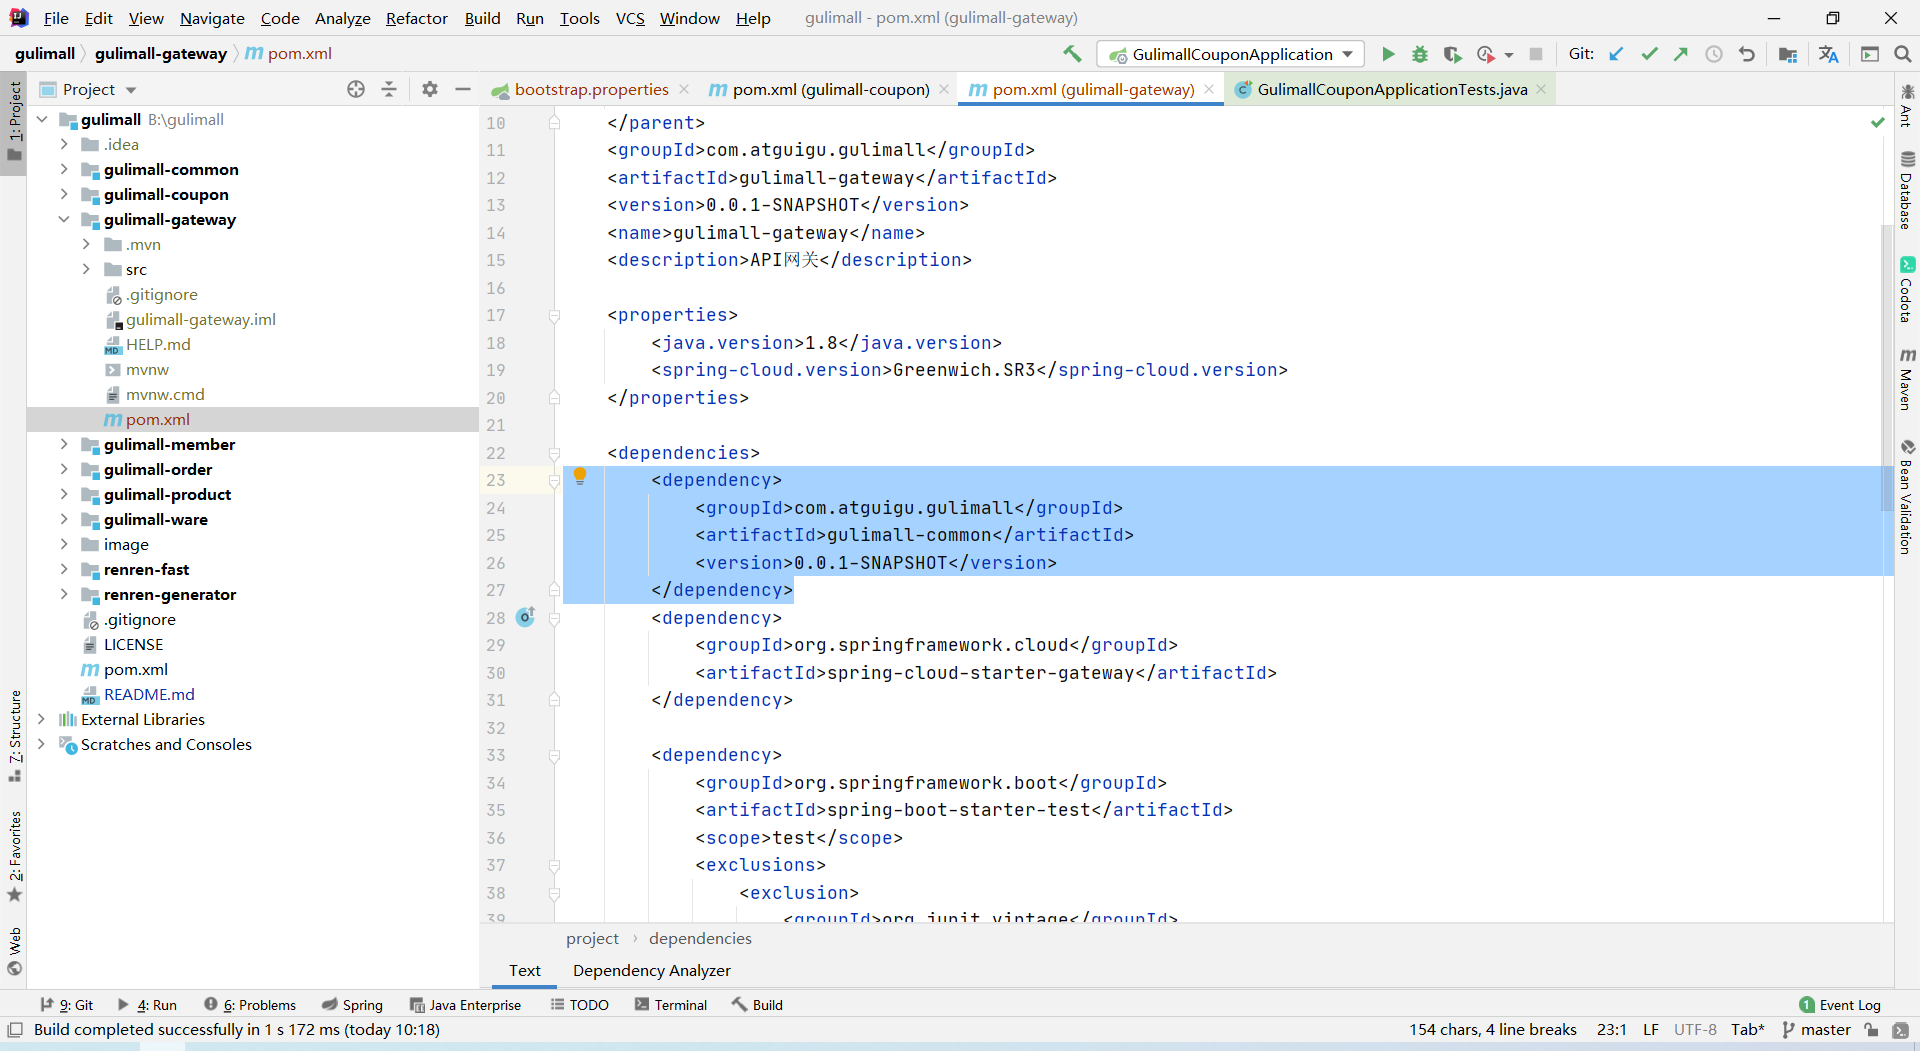 File Edit View Navigate Code Analyze Refactor Build Run Tools VCS Window Help gulimall - pom.xml (gulimall-gateway)
gulimall gulimall-gateway pom.xml
GulimallCouponApplication
Git:
1: Project
7: Structure
2: Favorites
Web
Project
gulimall B:\gulimall
.idea
gulimall-common
gulimall-coupon
gulimall-gateway
.mvn
src
.gitignore
gulimall-gateway.iml
HELP.md
mvnw
mvnw.cmd
pom.xml
gulimall-member
gulimall-order
gulimall-product
gulimall-ware
image
renren-fast
renren-generator
.gitignore
LICENSE
pom.xml
README.md
External Libraries
Scratches and Consoles
bootstrap.properties pom.xml (gulimall-coupon) pom.xml (gulimall-gateway) GulimallCouponApplicationTests.java
10 </parent>
11 <groupId>com.atguigu.gulimall</groupId>
12 <artifactId>gulimall-gateway</artifactId>
13 <version>0.0.1-SNAPSHOT</version>
14 <name>gulimall-gateway</name>
15 <description>API网关</description>
16
17 <properties>
18 <java.version>1.8</java.version>
19 <spring-cloud.version>Greenwich.SR3</spring-cloud.version>
20 </properties>
21
22 <dependencies>
23 <dependency>
24 <groupId>com.atguigu.gulimall</groupId>
25 <artifactId>gulimall-common</artifactId>
26 <version>0.0.1-SNAPSHOT</version>
27 </dependency>
28 <dependency>
29 <groupId>org.springframework.cloud</groupId>
30 <artifactId>spring-cloud-starter-gateway</artifactId>
31 </dependency>
32
33 <dependency>
34 <groupId>org.springframework.boot</groupId>
35 <artifactId>spring-boot-starter-test</artifactId>
36 <scope>test</scope>
37 <exclusions>
38 <exclusion>
39 <groupId>org.junit.vintage</groupId>
project dependencies
Text Dependency Analyzer
Ant
Database
Codota
Maven
Bean Validation
9: Git 4: Run 6: Problems Spring Java Enterprise TODO Terminal Build 1 Event Log
Build completed successfully in 1 s 172 ms (today 10:18) 154 chars, 4 line breaks 23:1 LF UTF-8 Tab* master